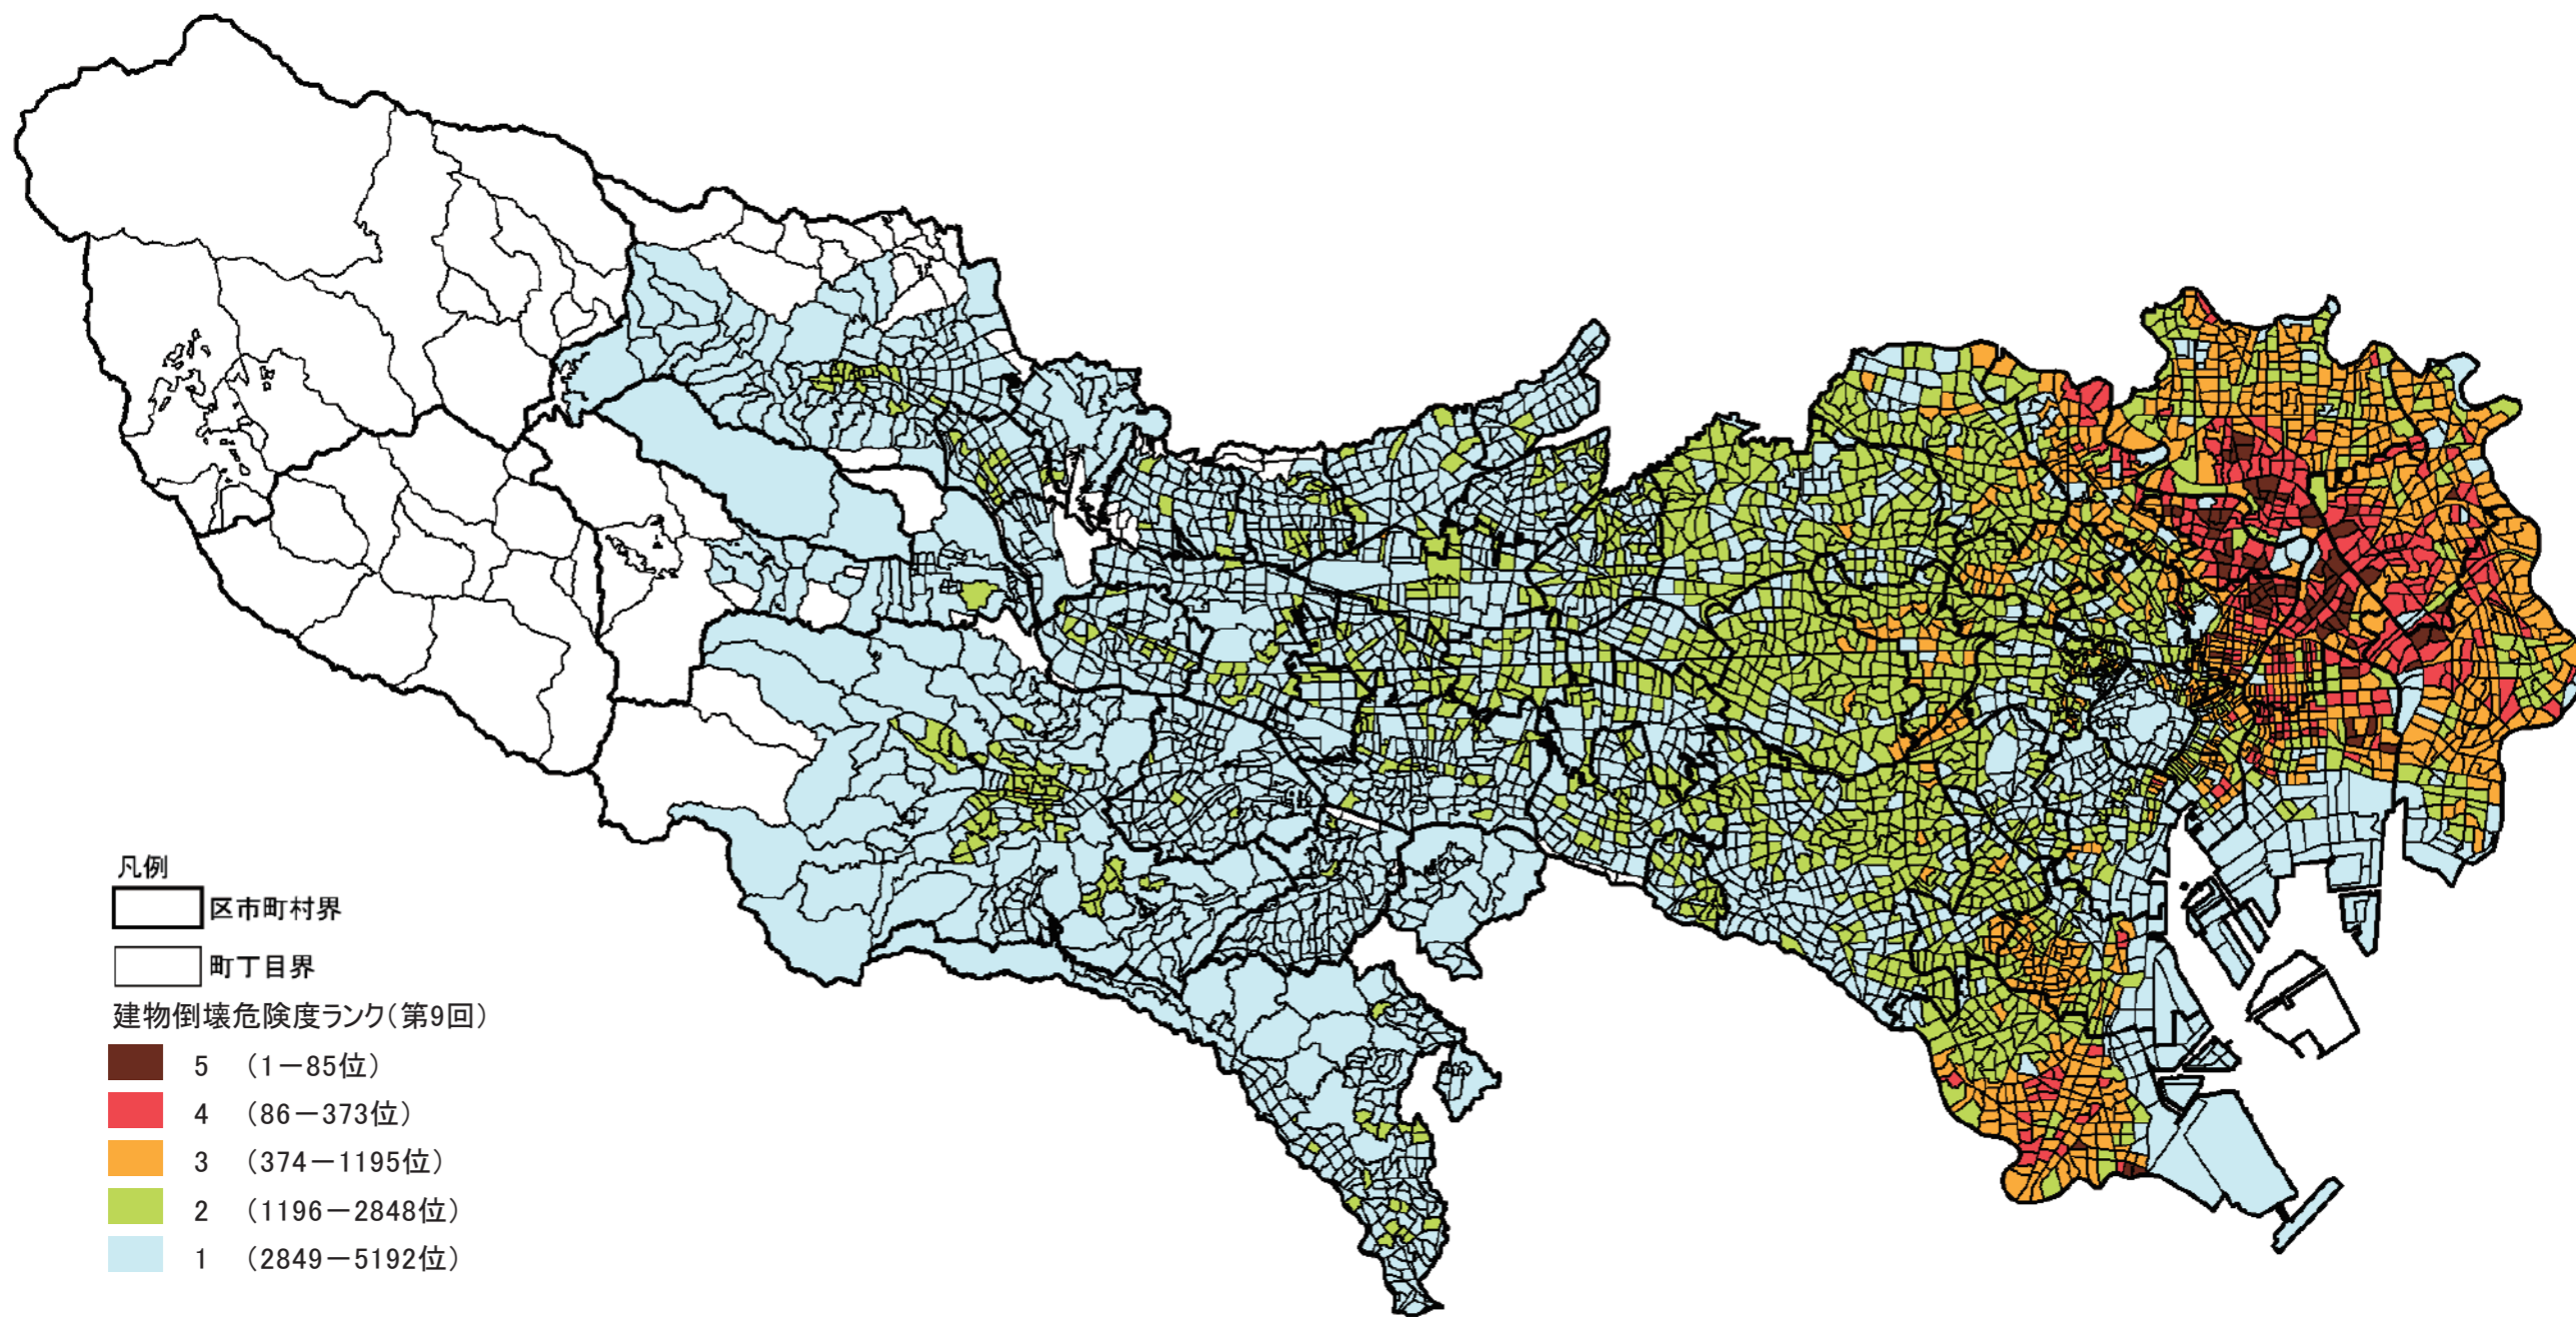 凡例
区市町村界
町丁目界
建物倒壊危険度ランク(第9回)
5 (1-85位)
4 (86-373位)
3 (374-1195位)
2 (1196-2848位)
1 (2849-5192位)